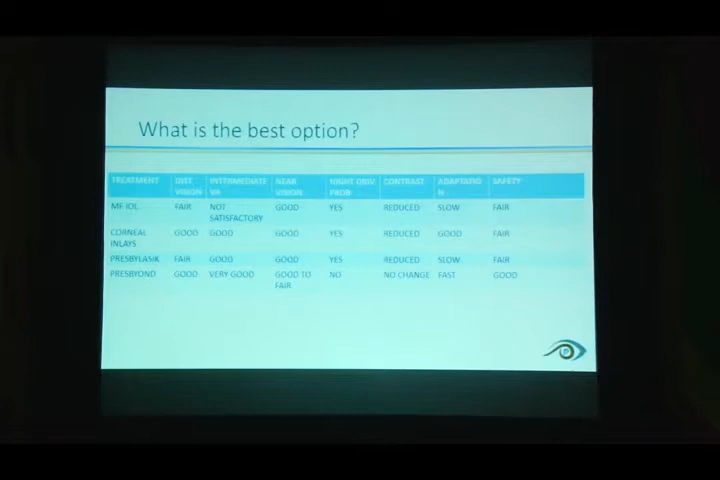 What is the best option?
TREATMENT DIST VISION INTERMEDIATE VA NEAR VISION NIGHT DRIV PROB CONTRAST ADAPTATIO N SAFETY
MF IOL FAIR NOT SATISFACTORY GOOD YES REDUCED SLOW FAIR
CORNEAL INLAYS GOOD GOOD GOOD YES REDUCED GOOD FAIR
PRESBYLASIK FAIR GOOD GOOD YES REDUCED SLOW FAIR
PRESBYOND GOOD VERY GOOD GOOD TO FAIR NO NO CHANGE FAST GOOD